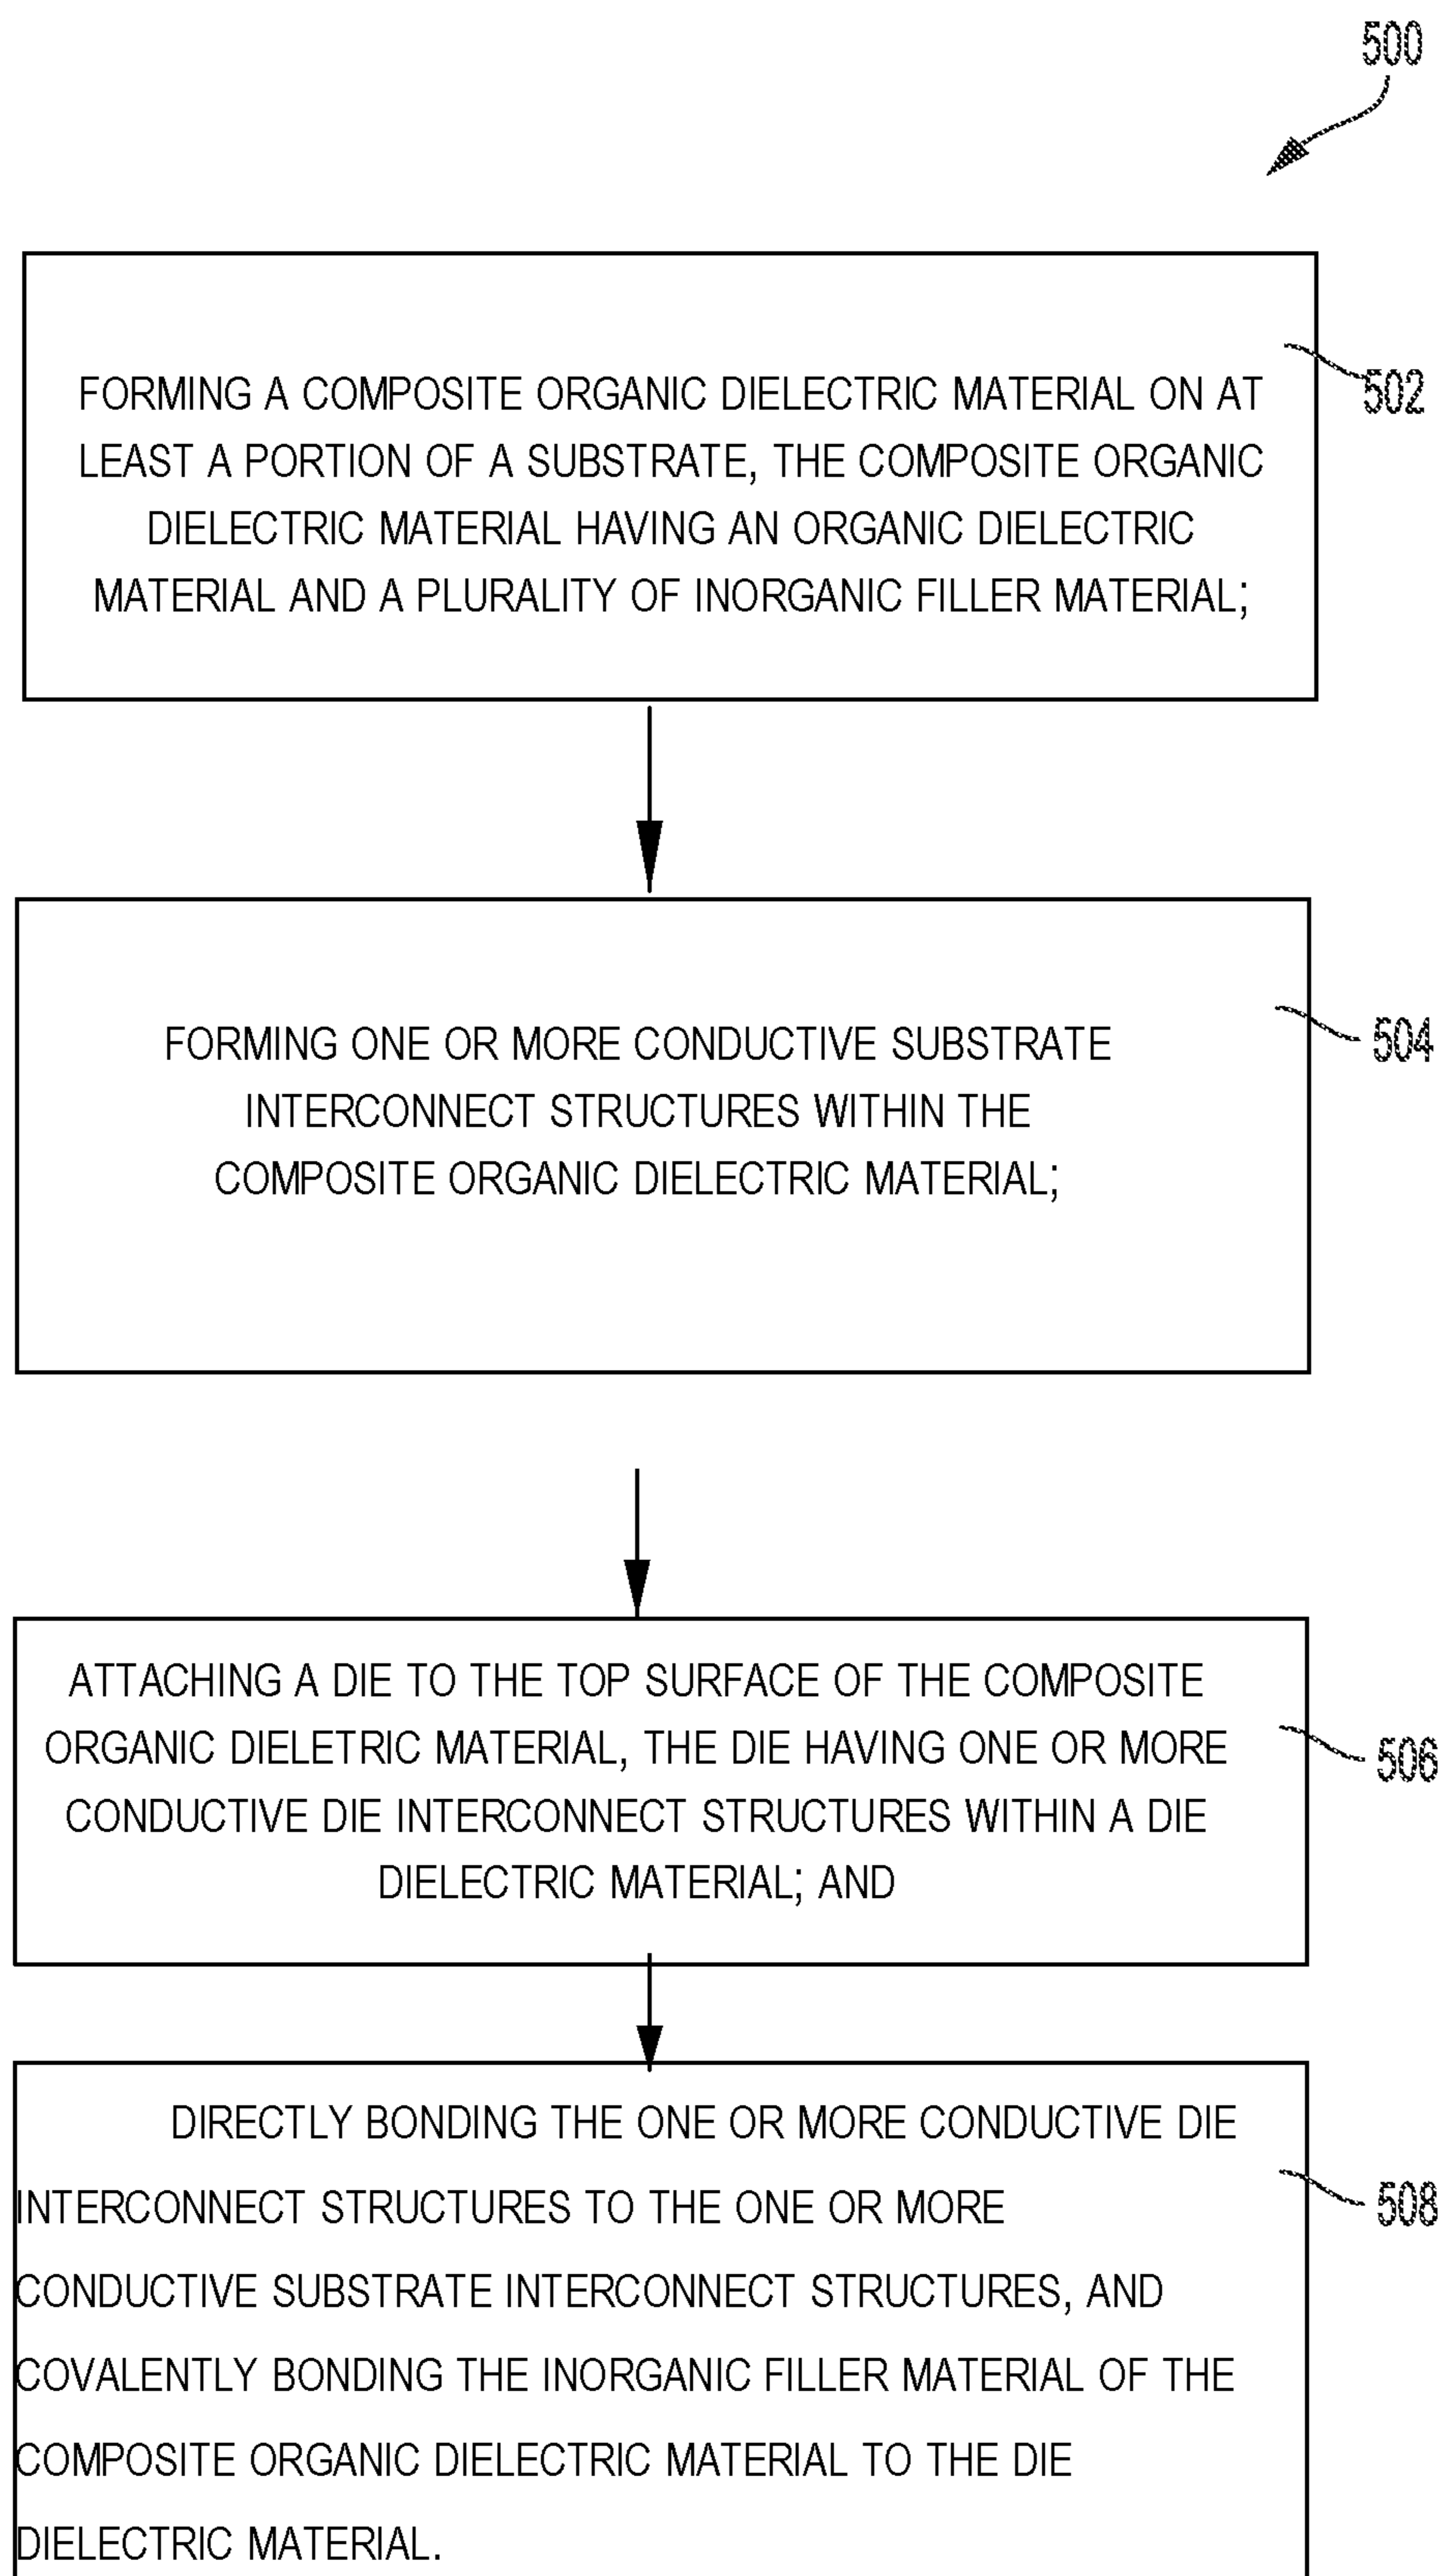 500
FORMING A COMPOSITE ORGANIC DIELECTRIC MATERIAL ON AT
LEAST A PORTION OF A SUBSTRATE, THE COMPOSITE ORGANIC
DIELECTRIC MATERIAL HAVING AN ORGANIC DIELECTRIC
MATERIAL AND A PLURALITY OF INORGANIC FILLER MATERIAL;
502
FORMING ONE OR MORE CONDUCTIVE SUBSTRATE
INTERCONNECT STRUCTURES WITHIN THE
COMPOSITE ORGANIC DIELECTRIC MATERIAL;
504
ATTACHING A DIE TO THE TOP SURFACE OF THE COMPOSITE
ORGANIC DIELETRIC MATERIAL, THE DIE HAVING ONE OR MORE
CONDUCTIVE DIE INTERCONNECT STRUCTURES WITHIN A DIE
DIELECTRIC MATERIAL; AND
506
DIRECTLY BONDING THE ONE OR MORE CONDUCTIVE DIE
INTERCONNECT STRUCTURES TO THE ONE OR MORE
CONDUCTIVE SUBSTRATE INTERCONNECT STRUCTURES, AND
COVALENTLY BONDING THE INORGANIC FILLER MATERIAL OF THE
COMPOSITE ORGANIC DIELECTRIC MATERIAL TO THE DIE
DIELECTRIC MATERIAL.
508